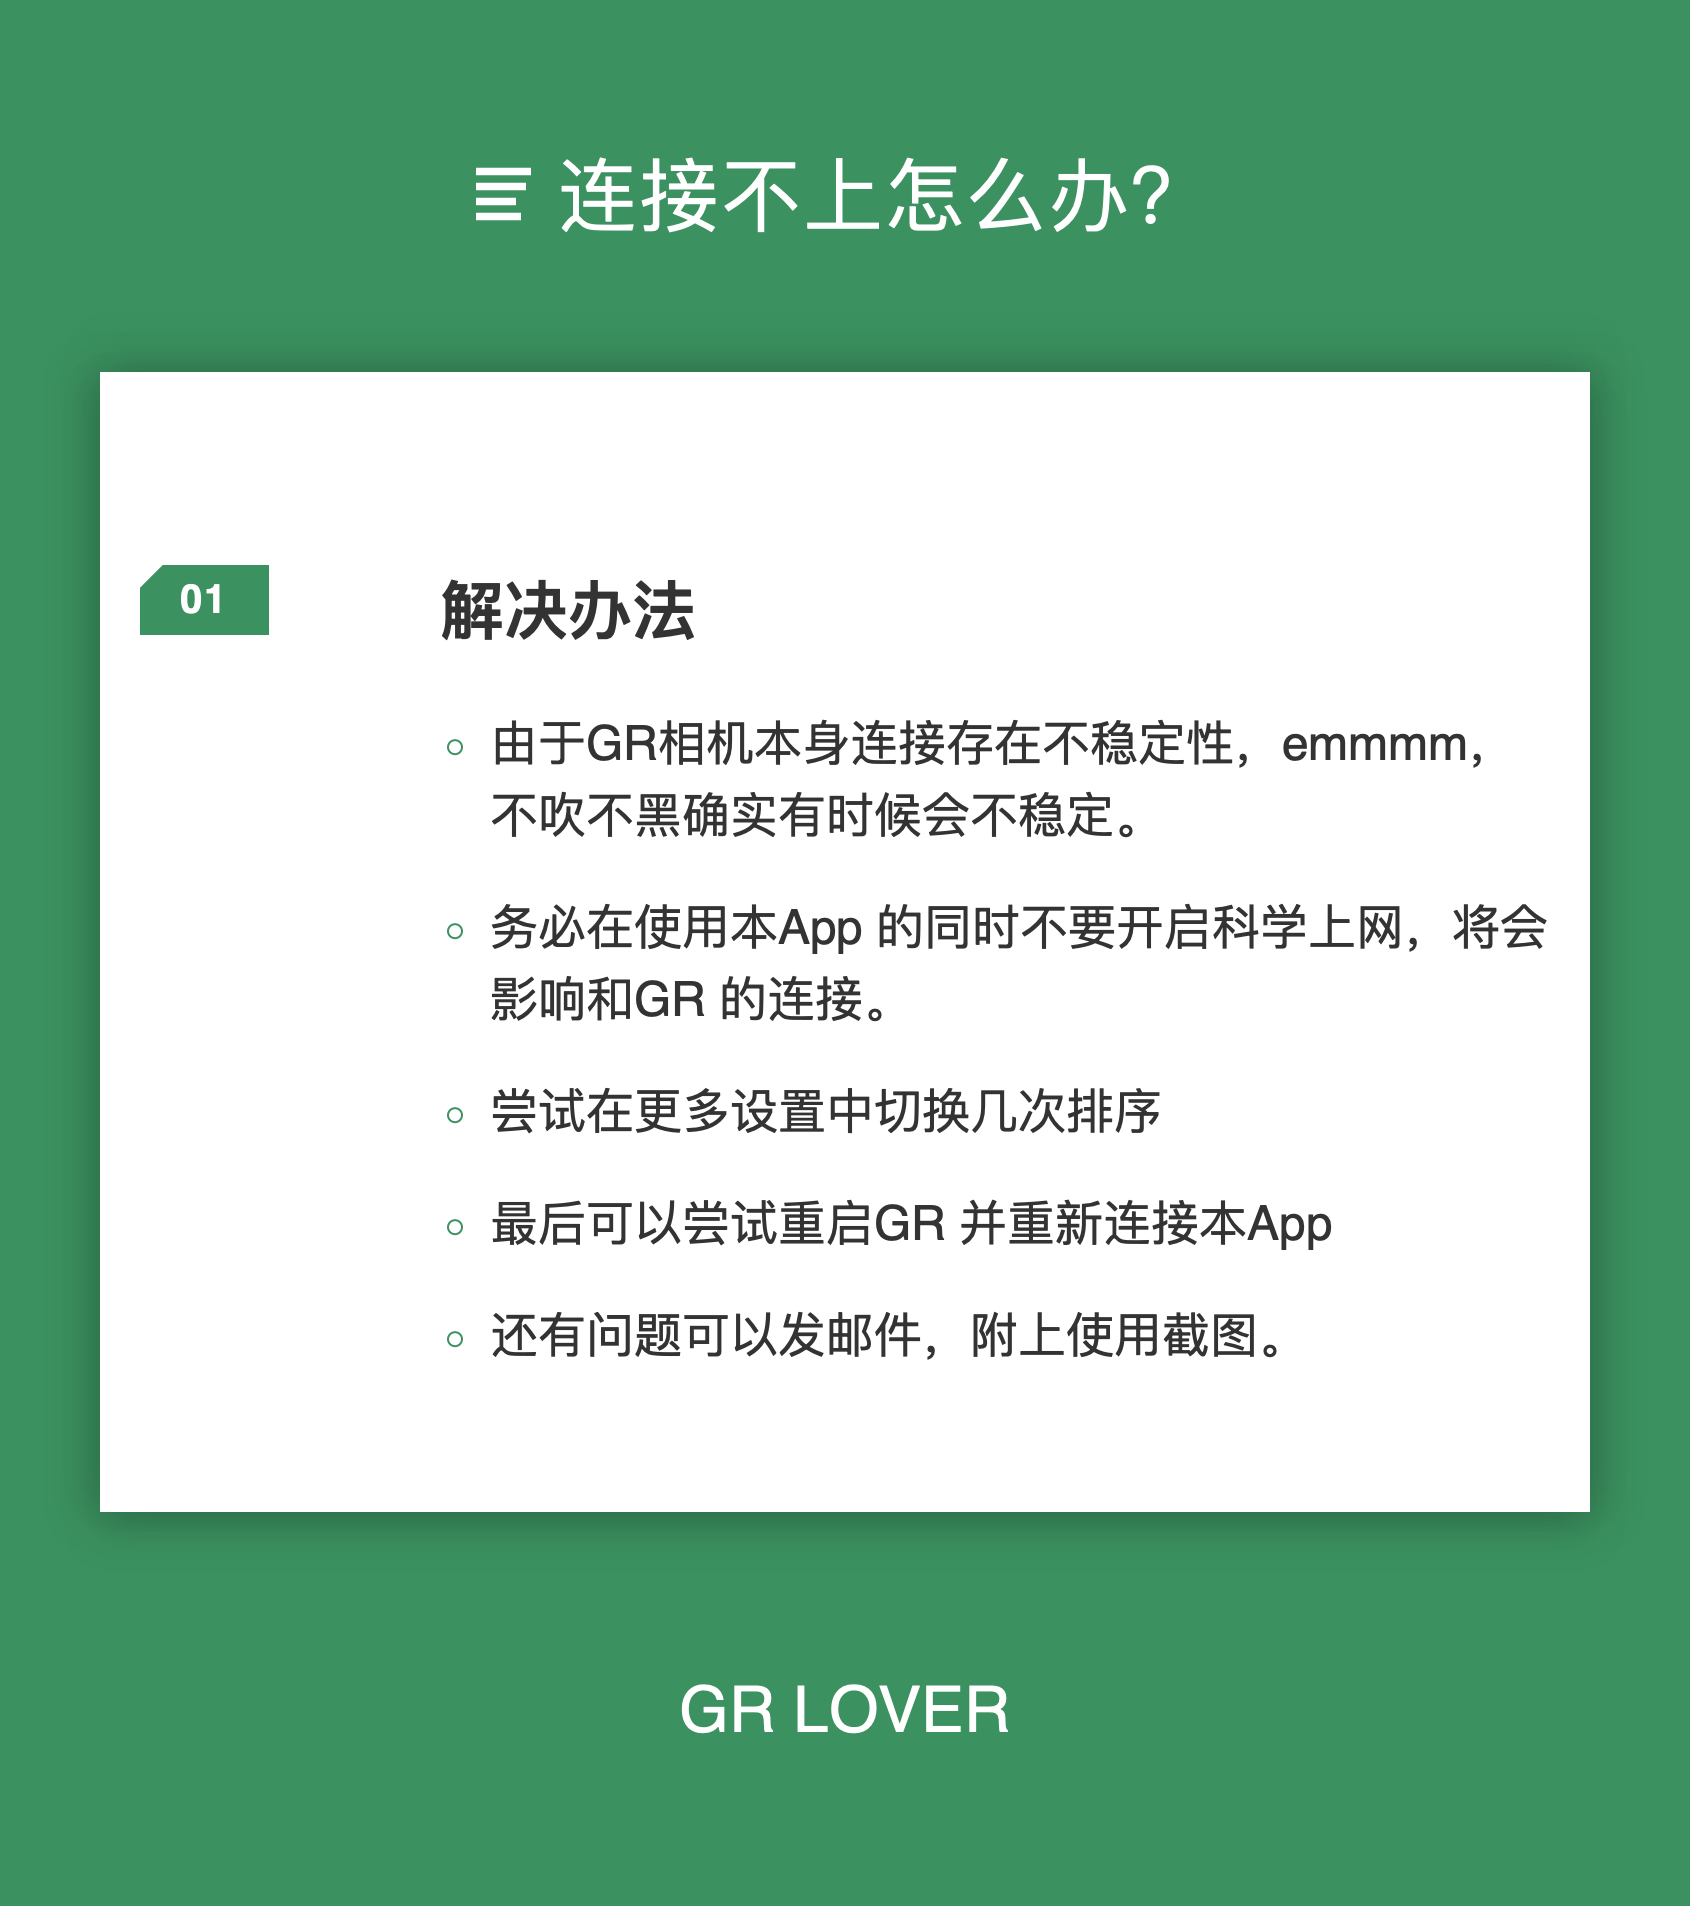 连接不上怎么办?
01
解决办法
由于GR相机本身连接存在不稳定性，emmmm，
不吹不黑确实有时候会不稳定。
务必在使用本App 的同时不要开启科学上网，将会
影响和GR 的连接。
尝试在更多设置中切换几次排序
最后可以尝试重启GR 并重新连接本App
还有问题可以发邮件，附上使用截图。
GR LOVER